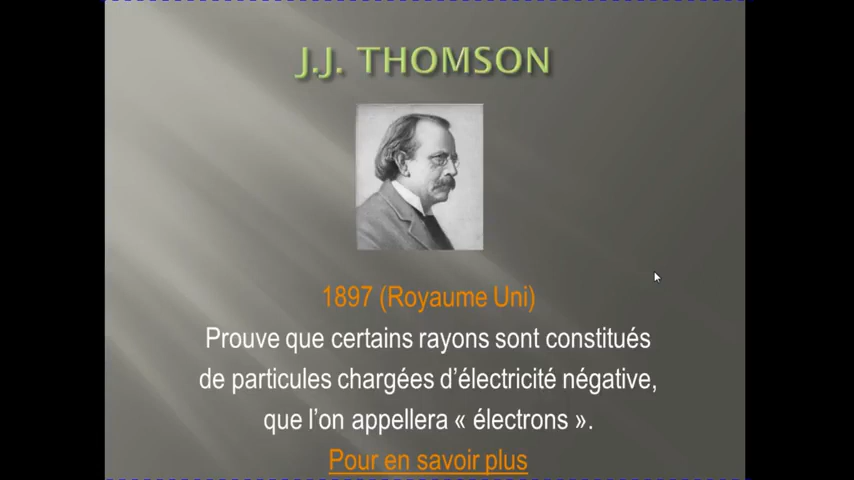 J.J. THOMSON
1897 (Royaume Uni)
Prouve que certains rayons sont constitués
de particules chargées d’électricité négative,
que l’on appellera « électrons ».
Pour en savoir plus